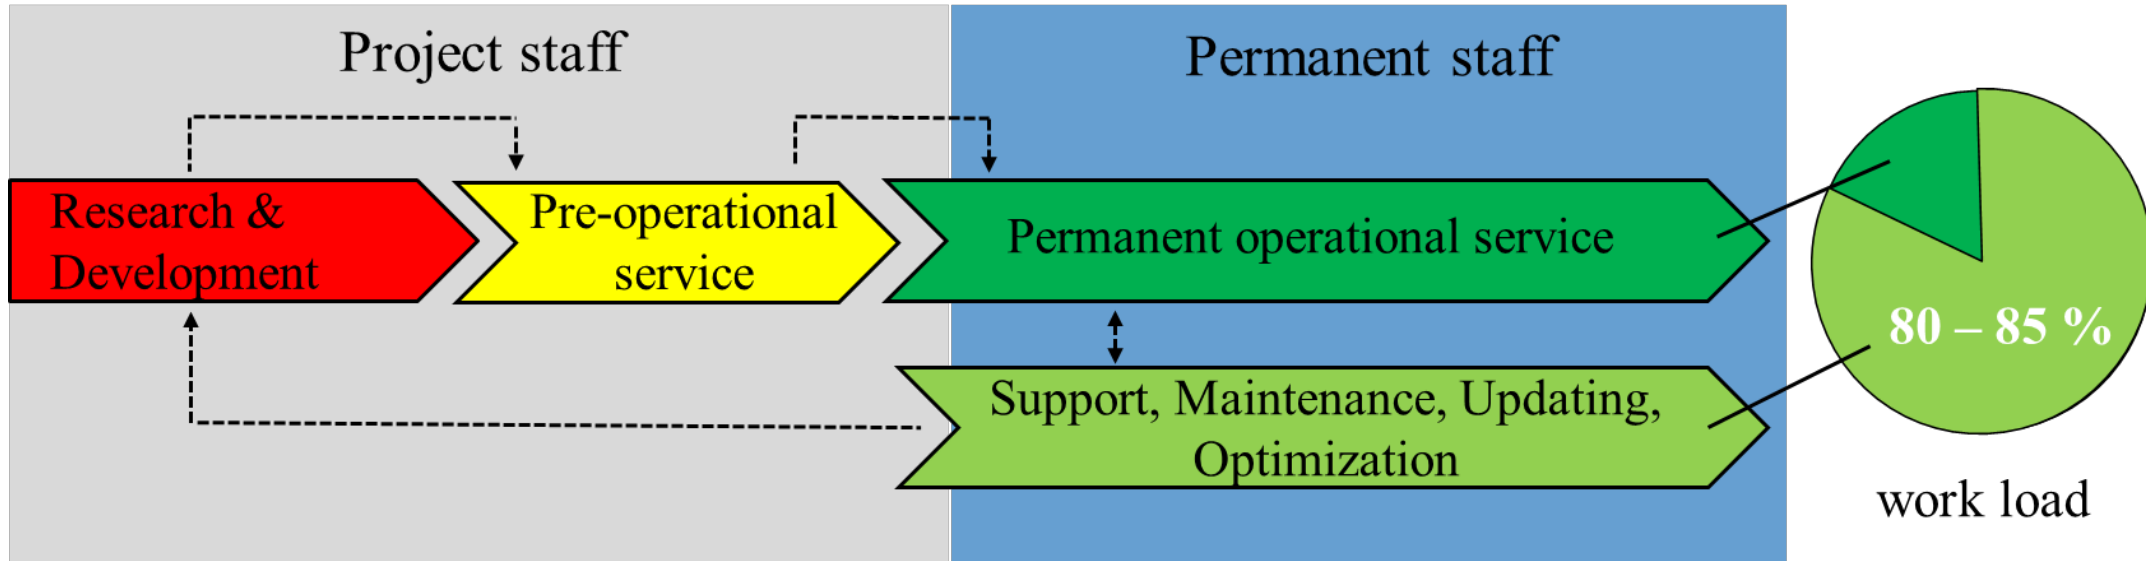 Project staff
Permanent staff
Research &
Development
Pre-operational
service
Permanent operational service
80 – 85 %
Support, Maintenance, Updating,
Optimization
work load